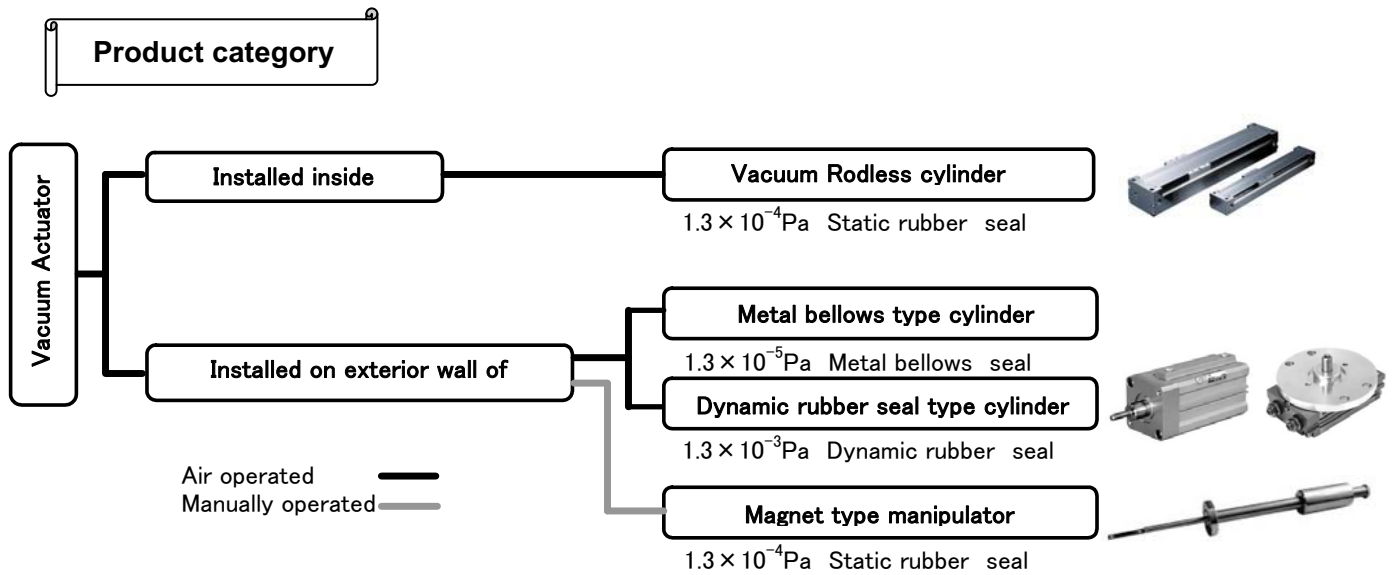 Product category
Vacuum Actuator
Installed inside
Vacuum Rodless cylinder
1.3×10⁻⁴Pa Static rubber seal
Metal bellows type cylinder
1.3×10⁻⁵Pa Metal bellows seal
Installed on exterior wall of
Dynamic rubber seal type cylinder
1.3×10⁻³Pa Dynamic rubber seal
Air operated
Manually operated
Magnet type manipulator
1.3×10⁻⁴Pa Static rubber seal